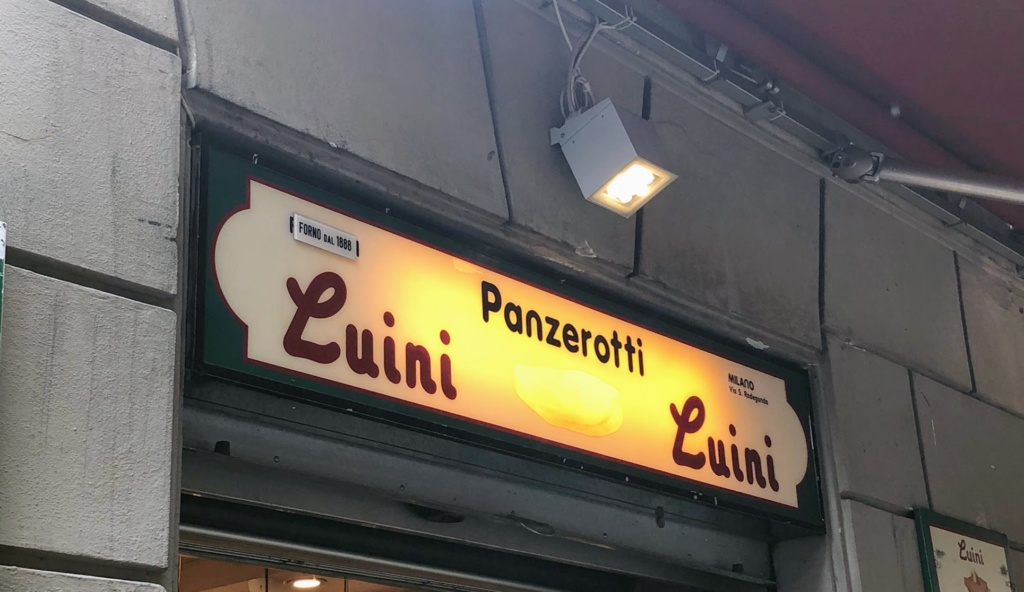 FORNO DAL 1888
Luini
Panzerotti
MILANO
Via S. Radegonda
Luini
Luini